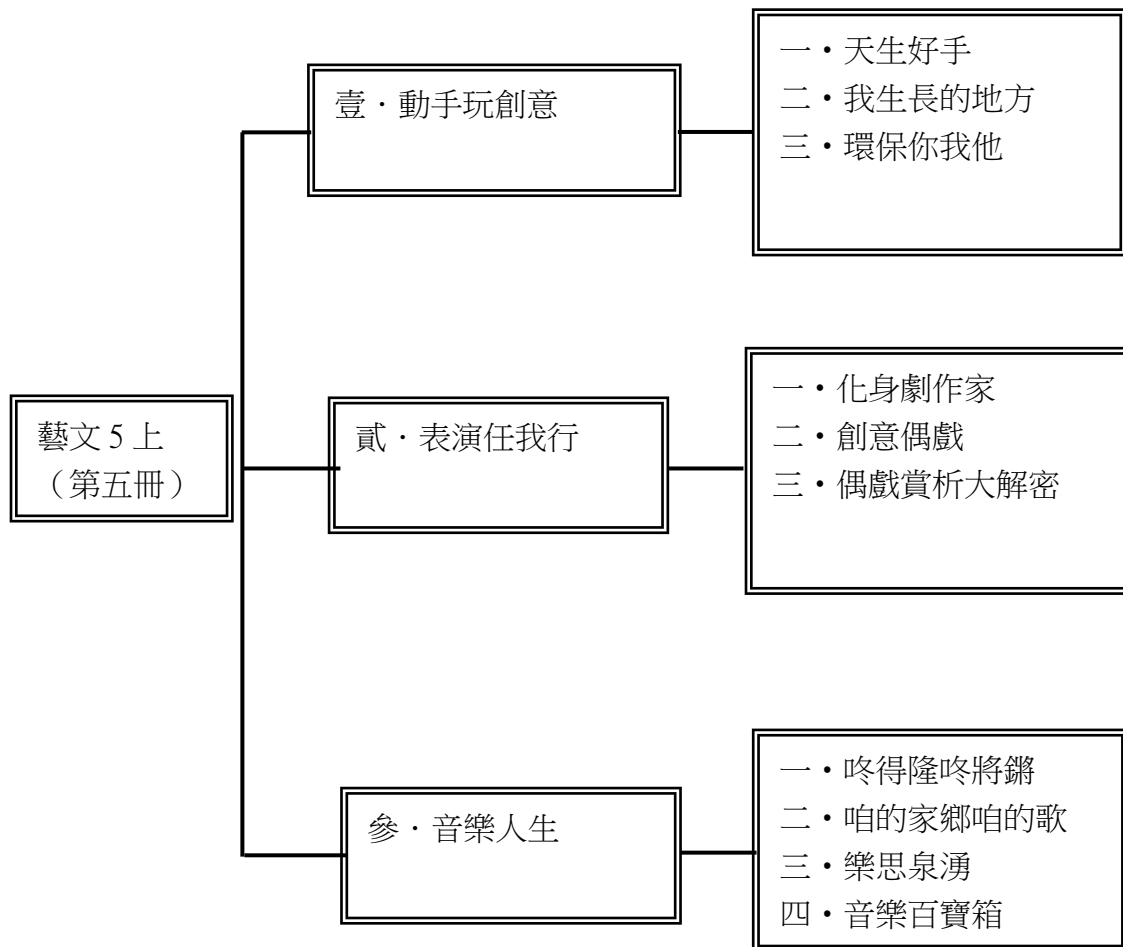 藝文 5 上
（第五冊）
壹．動手玩創意
一・天生好手
二・我生長的地方
三・環保你我他
貳．表演任我行
一・化身劇作家
二・創意偶戲
三・偶戲賞析大解密
參．音樂人生
一・咚得隆咚將鏘
二・咱的家鄉咱的歌
三・樂思泉湧
四・音樂百寶箱